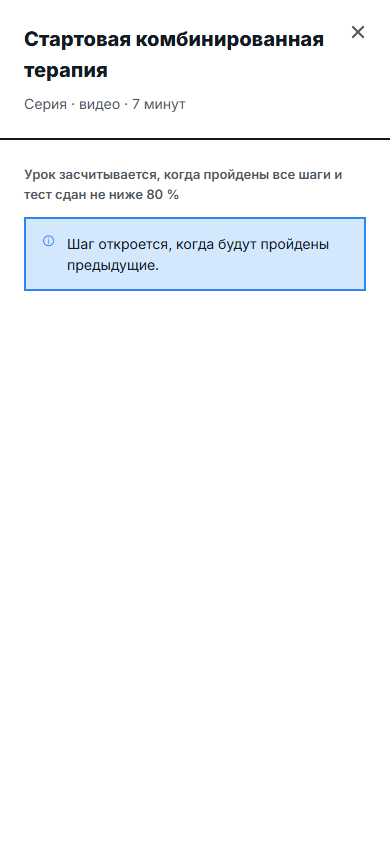 Стартовая комбинированная
терапия
Серия · видео · 7 минут
Урок засчитывается, когда пройдены все шаги и
тест сдан не ниже 80 %
Шаг откроется, когда будут пройдены
предыдущие.